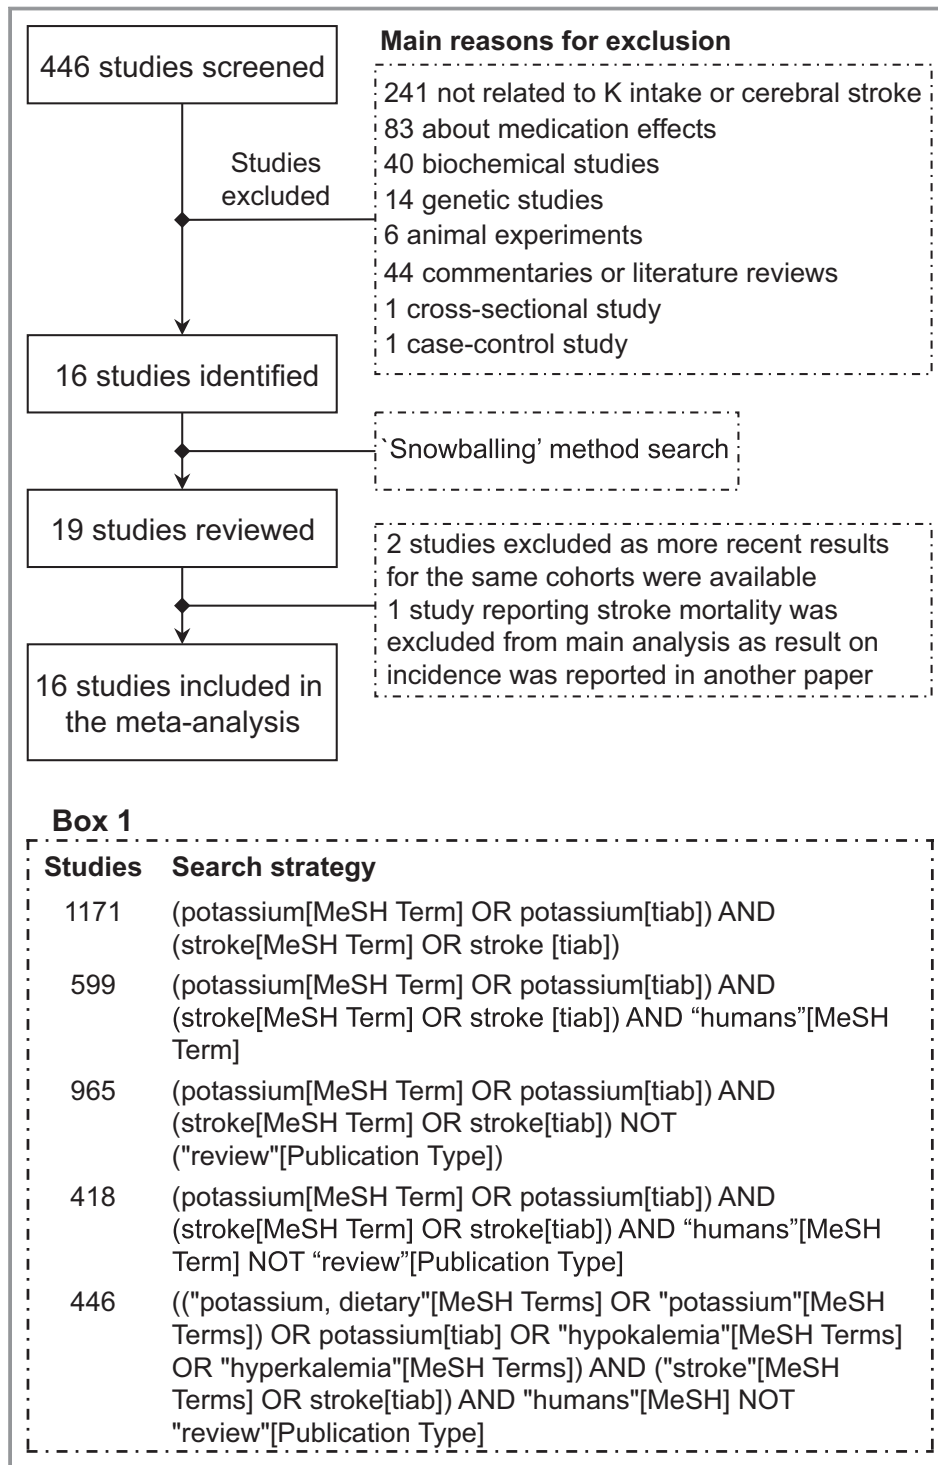 446 studies screened
Main reasons for exclusion
241 not related to K intake or cerebral stroke
83 about medication effects
40 biochemical studies
14 genetic studies
6 animal experiments
44 commentaries or literature reviews
1 cross-sectional study
1 case-control study
Studies
excluded
16 studies identified
`Snowballing’ method search
19 studies reviewed
2 studies excluded as more recent results
for the same cohorts were available
1 study reporting stroke mortality was
excluded from main analysis as result on
incidence was reported in another paper
16 studies included in
the meta-analysis
Box 1
Studies Search strategy
1171 (potassium[MeSH Term] OR potassium[tiab]) AND
(stroke[MeSH Term] OR stroke [tiab])
599 (potassium[MeSH Term] OR potassium[tiab]) AND
(stroke[MeSH Term] OR stroke [tiab]) AND “humans”[MeSH
Term]
965 (potassium[MeSH Term] OR potassium[tiab]) AND
(stroke[MeSH Term] OR stroke[tiab]) NOT
("review"[Publication Type])
418 (potassium[MeSH Term] OR potassium[tiab]) AND
(stroke[MeSH Term] OR stroke[tiab]) AND “humans”[MeSH
Term] NOT “review”[Publication Type]
446 (("potassium, dietary"[MeSH Terms] OR "potassium"[MeSH
Terms]) OR potassium[tiab] OR "hypokalemia"[MeSH Terms]
OR "hyperkalemia"[MeSH Terms]) AND ("stroke"[MeSH
Terms] OR stroke[tiab]) AND "humans"[MeSH] NOT
"review"[Publication Type]